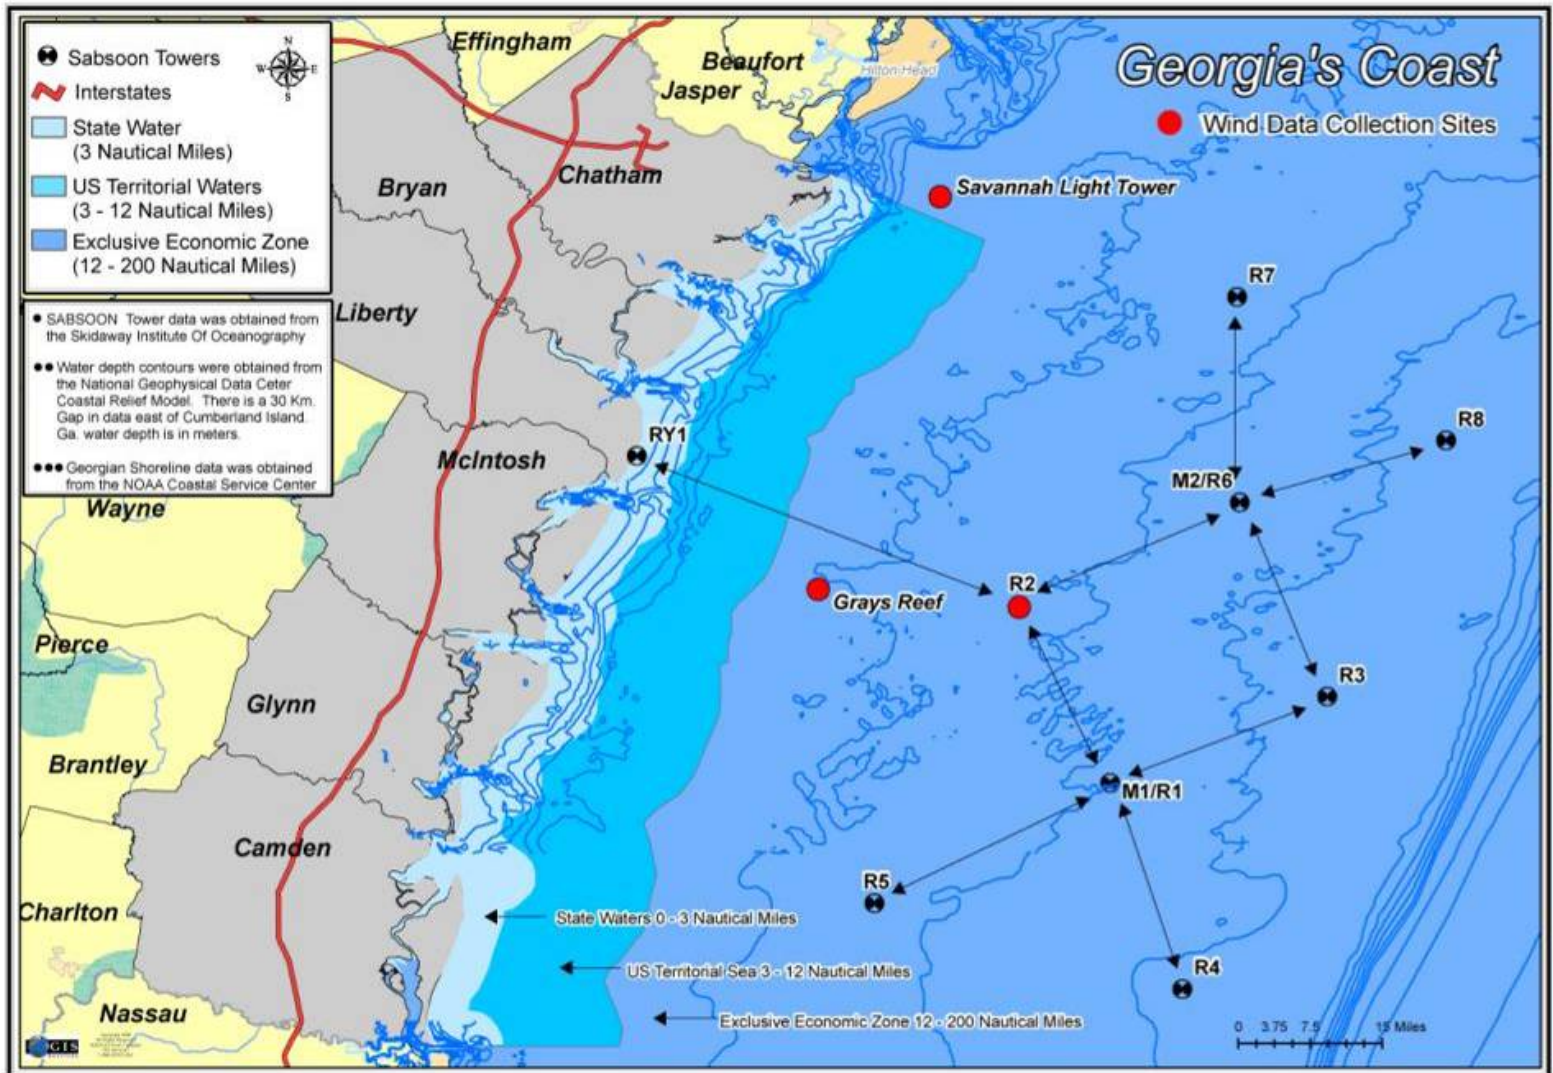 Georgia's Coast
Wind Data Collection Sites
N
W
E
S
Sabsoon Towers
Interstates
State Water
(3 Nautical Miles)
US Territorial Waters
(3 - 12 Nautical Miles)
Exclusive Economic Zone
(12 - 200 Nautical Miles)
SABSOON Tower data was obtained from
the Skidaway Institute Of Oceanography
Water depth contours were obtained from
the National Geophysical Data Ceter
Coastal Relief Model. There is a 30 Km.
Gap in data east of Cumberland Island.
Ga. water depth is in meters.
Georgian Shoreline data was obtained
from the NOAA Coastal Service Center
Effingham
Beaufort
Jasper
Hilton Head
Bryan
Chatham
Savannah Light Tower
Liberty
R7
RY1
R8
McIntosh
M2/R6
Wayne
R2
Grays Reef
Pierce
R3
Glynn
Brantley
M1/R1
Camden
R5
Charlton
State Waters 0 - 3 Nautical Miles
US Territorial Sea 3 - 12 Nautical Miles
R4
Nassau
Exclusive Economic Zone 12 - 200 Nautical Miles
0 3.75 7.5 15 Miles
GIS